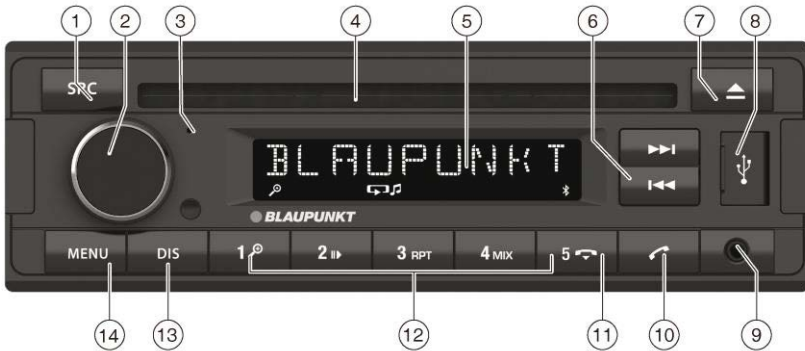 1 2 3 4 5 6 7 8
SRC
BLAUPUNKT
BLAUPUNKT
MENU DIS 1 2 3 RPT 4 MIX 5
14 13 12 11 10 9